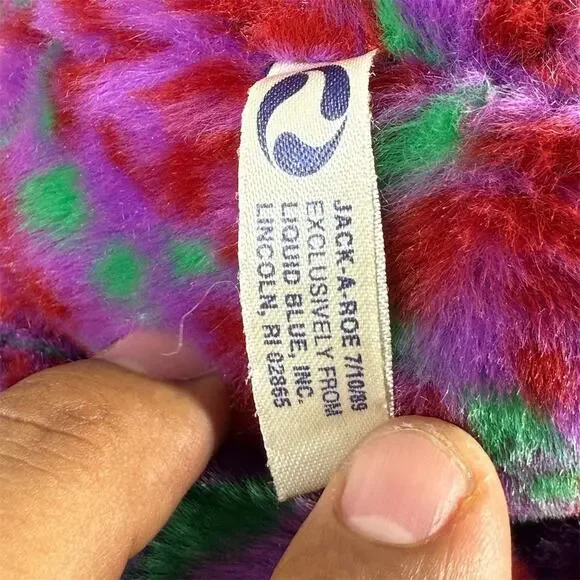 JACK-A-ROE 7/10/89
EXCLUSIVELY FROM
LIQUID BLUE, INC.
LINCOLN, RI 02865